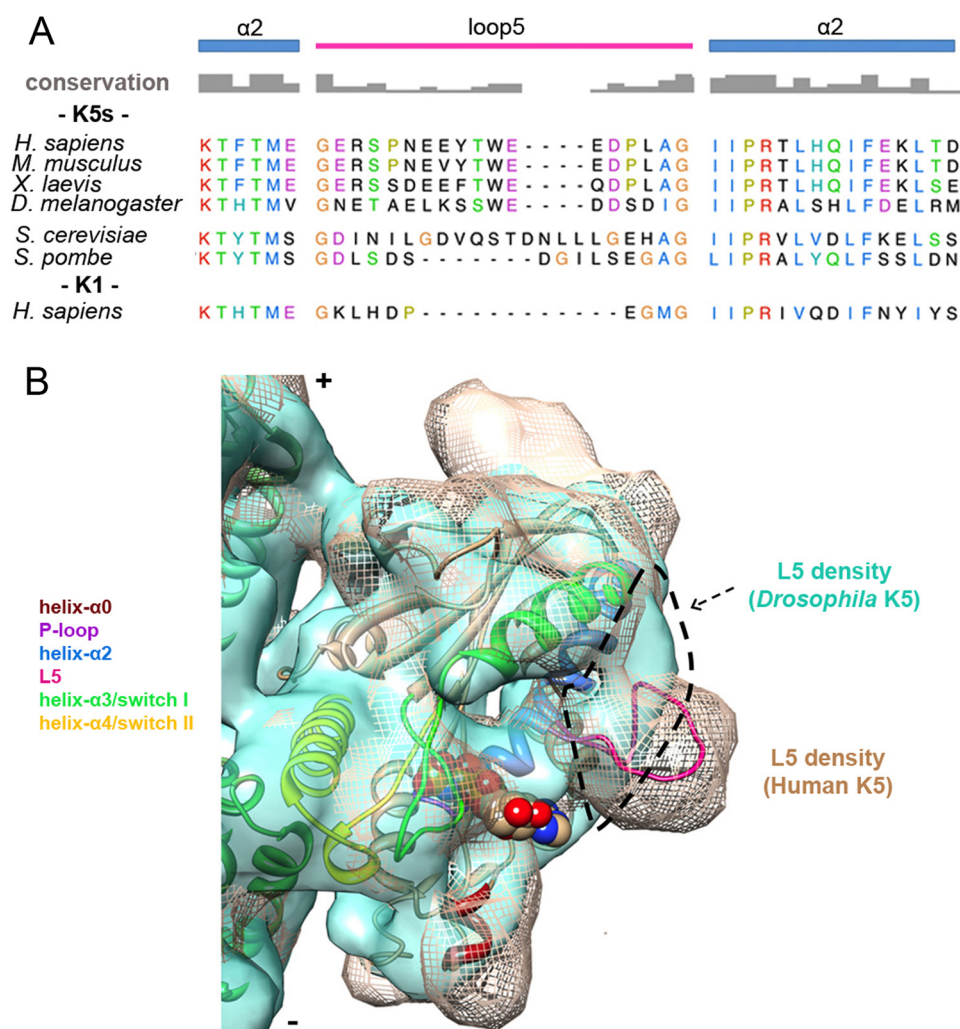 A
α2 loop5 α2
conservation
- K5s -
H. sapiens KTFTME GERSPNEEYTWE----EDPLAG IIPRTLHQIFEKLTD
M. musculus KTFTME GERSPNEVYTWE----EDPLAG IIPRTLHQIFEKLTD
X. laevis KTFTME GERSSDEEFTWE----QDPLAG IIPRTLHQIFEKLSE
D. melanogaster KTHTMV GNETAELKSSWE----DDSDIG IIPRALSHLFDELRM
S. cerevisiae KTYTMS GDINILGDVQSTDNLLLGEHAG IIPRVLVDLFKELSS
S. pombe KTYTMS GDLSDS-------DGILSEGAG LIPRALYQLFSSLDN
- K1 -
H. sapiens KTHTME GKLHDP------------EGMG IIPRIVQDIFNYIYS
B
+
L5 density
(Drosophila K5)
helix-α0
P-loop
helix-α2
L5
helix-α3/switch I
helix-α4/switch II
L5 density
(Human K5)
-